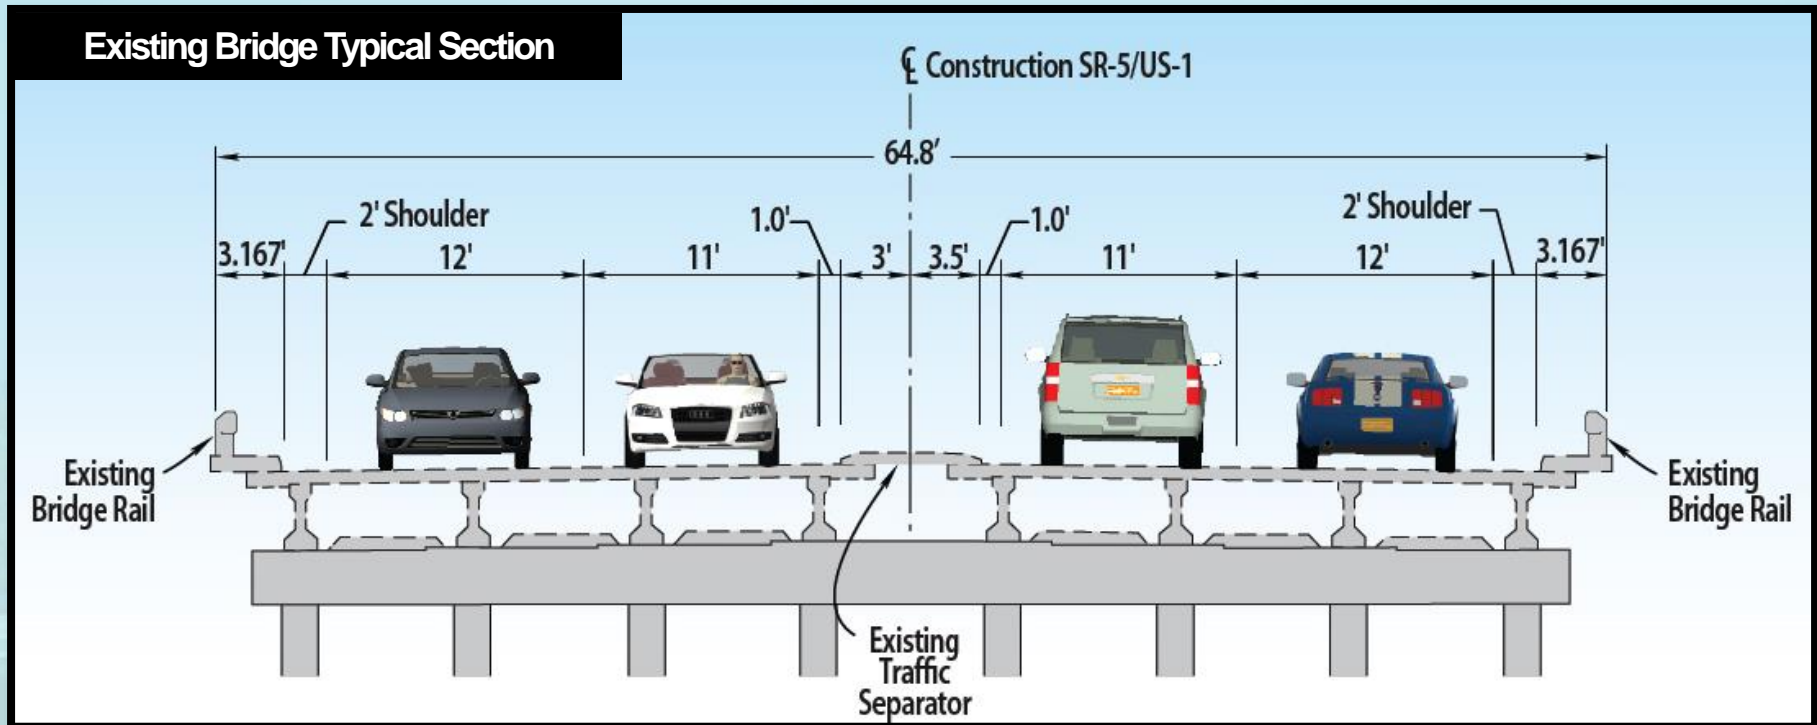 Existing Bridge Typical Section
℄ Construction SR-5/US-1
64.8'
2' Shoulder
1.0'
1.0'
2' Shoulder
3.167'
12'
11'
3'
3.5'
11'
12'
3.167'
Existing
Bridge Rail
Existing
Bridge Rail
Existing
Traffic
Separator